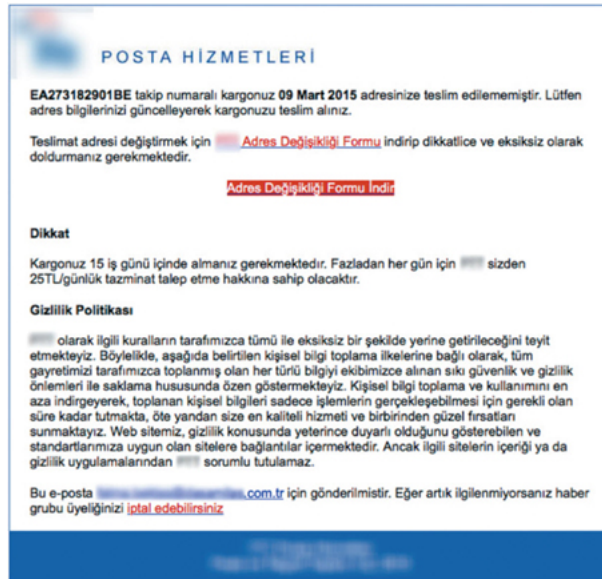 POSTA HİZMETLERİ
EA273182901BE takip numaralı kargonuz 09 Mart 2015 adresinize teslim edilememiştir. Lütfen
adres bilgilerinizi güncelleyerek kargonuzu teslim alınız.
Teslimat adresi değiştirmek için Adres Değişikliği Formu indirip dikkatlice ve eksiksiz olarak
doldurmanız gerekmektedir.
Adres Değişikliği Formu İndir
Dikkat
Kargonuz 15 iş günü içinde almanız gerekmektedir. Fazladan her gün için sizden
25TL/günlük tazminat talep etme hakkına sahip olacaktır.
Gizlilik Politikası
olarak ilgili kuralların tarafımızca tümü ile eksiksiz bir şekilde yerine getirileceğini teyit
etmekteyiz. Böylelikle, aşağıda belirtilen kişisel bilgi toplama ilkelerine bağlı olarak, tüm
gayretimizi tarafımızca toplanmış olan her türlü bilgiyi ekibimizce alınan sıkı güvenlik ve gizlilik
önlemleri ile saklama hususunda özen göstermekteyiz. Kişisel bilgi toplama ve kullanımını en
aza indirgeyerek, toplanan kişisel bilgileri sadece işlemlerin gerçekleşebilmesi için gerekli olan
süre kadar tutmakta, öte yandan size en kaliteli hizmeti ve birbirinden güzel fırsatları
sunmaktayız. Web sitemiz, gizlilik konusunda yeterince duyarlı olduğunu gösterebilen ve
standartlarımıza uygun olan sitelere bağlantılar içermektedir. Ancak ilgili sitelerin içeriği ya da
gizlilik uygulamalarından sorumlu tutulamaz.
Bu e-posta .com.tr için gönderilmistir. Eğer artık ilgilenmiyorsanız haber
grubu üyeliğinizi iptal edebilirsiniz